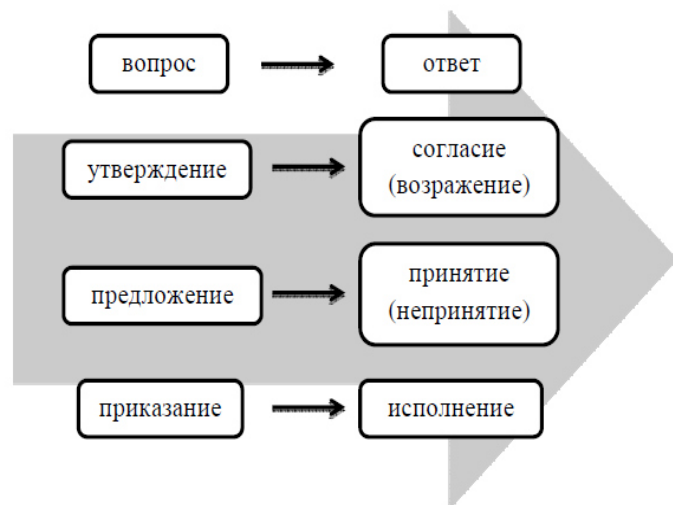 вопрос
ответ
утверждение
согласие
(возражение)
предложение
принятие
(непринятие)
приказание
исполнение